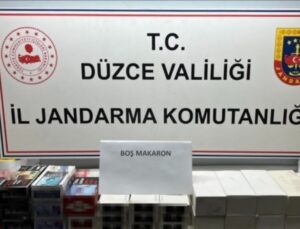 T.C.
DÜZCE VALİLİĞİ
İL JANDARMA KOMUTANLIĞ
BOŞ MAKARON